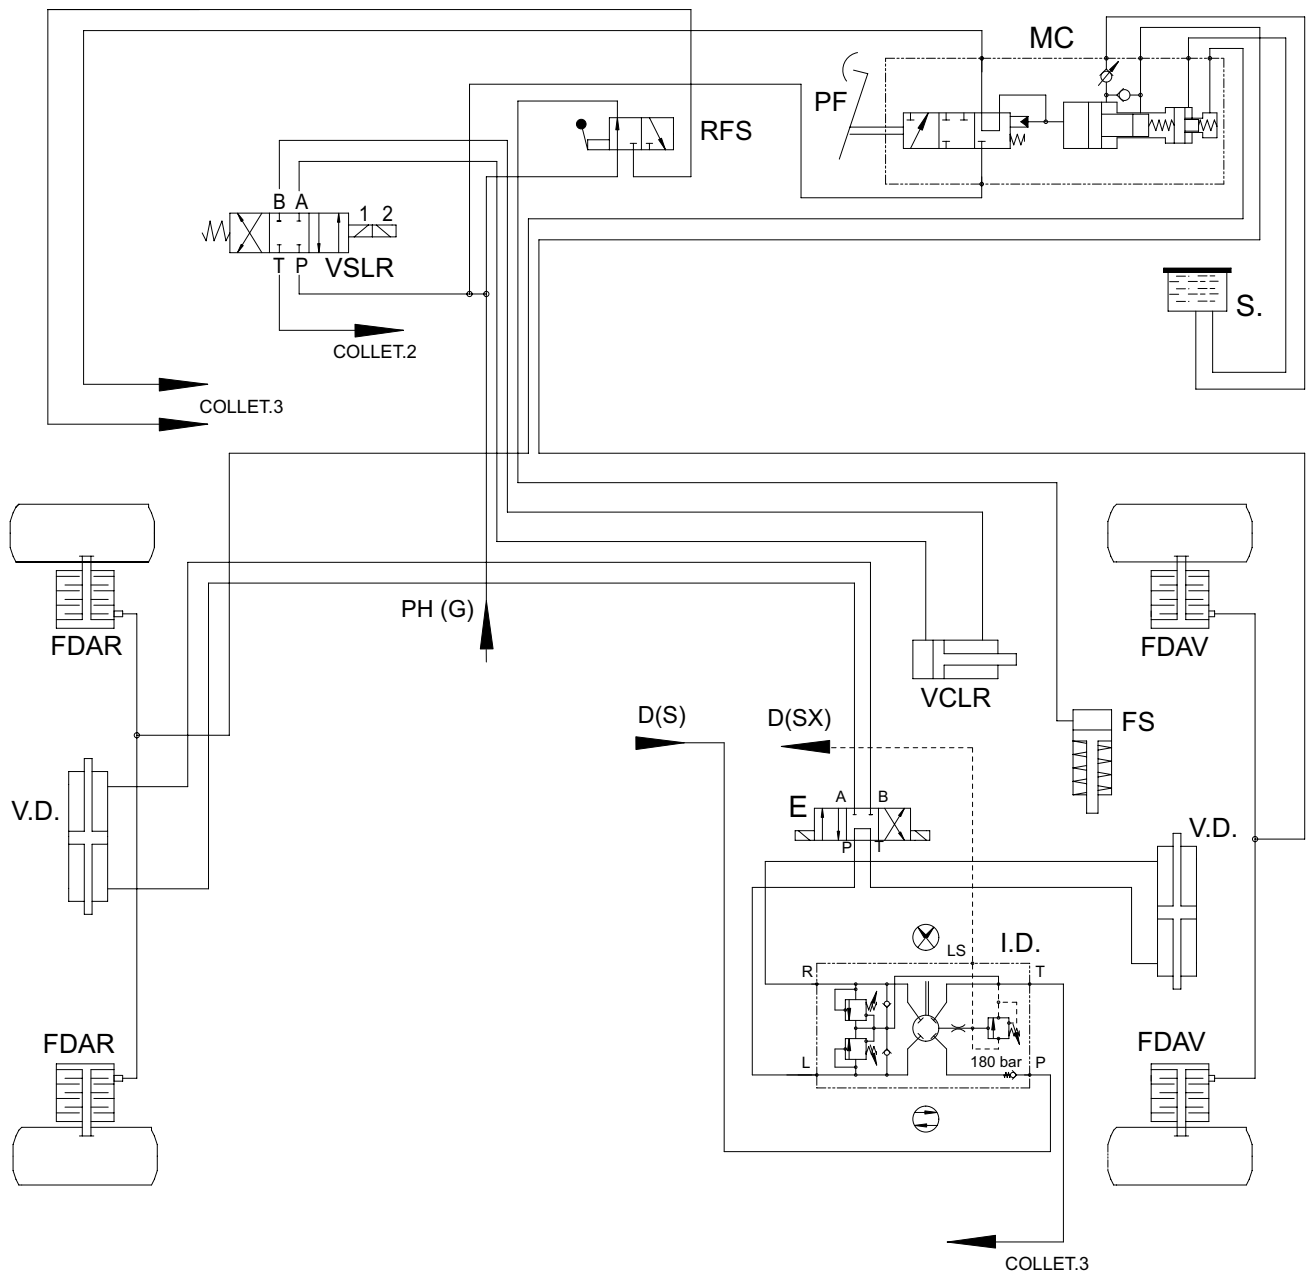 MC
PF
RFS
B A
1 2
T P
VSLR
S.
COLLET.2
COLLET.3
PH (G)
FDAR
FDAV
VCLR
D(S)
D(SX)
FS
A
B
E
V.D.
V.D.
P
T
I.D.
LS
R
T
L
180 bar
P
FDAR
FDAV
COLLET.3